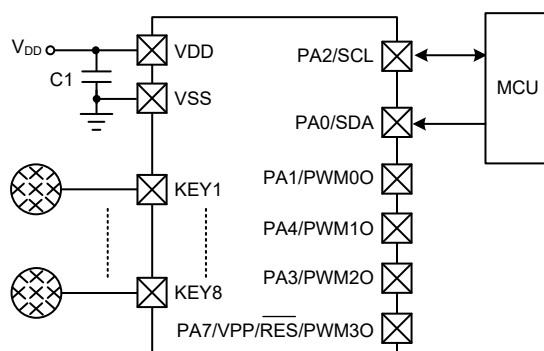 VDD
VDD
C1
VSS
KEY1
KEY8
PA2/SCL
PA0/SDA
PA1/PWM0O
PA4/PWM1O
PA3/PWM2O
PA7/VPP/RES/PWM3O
MCU